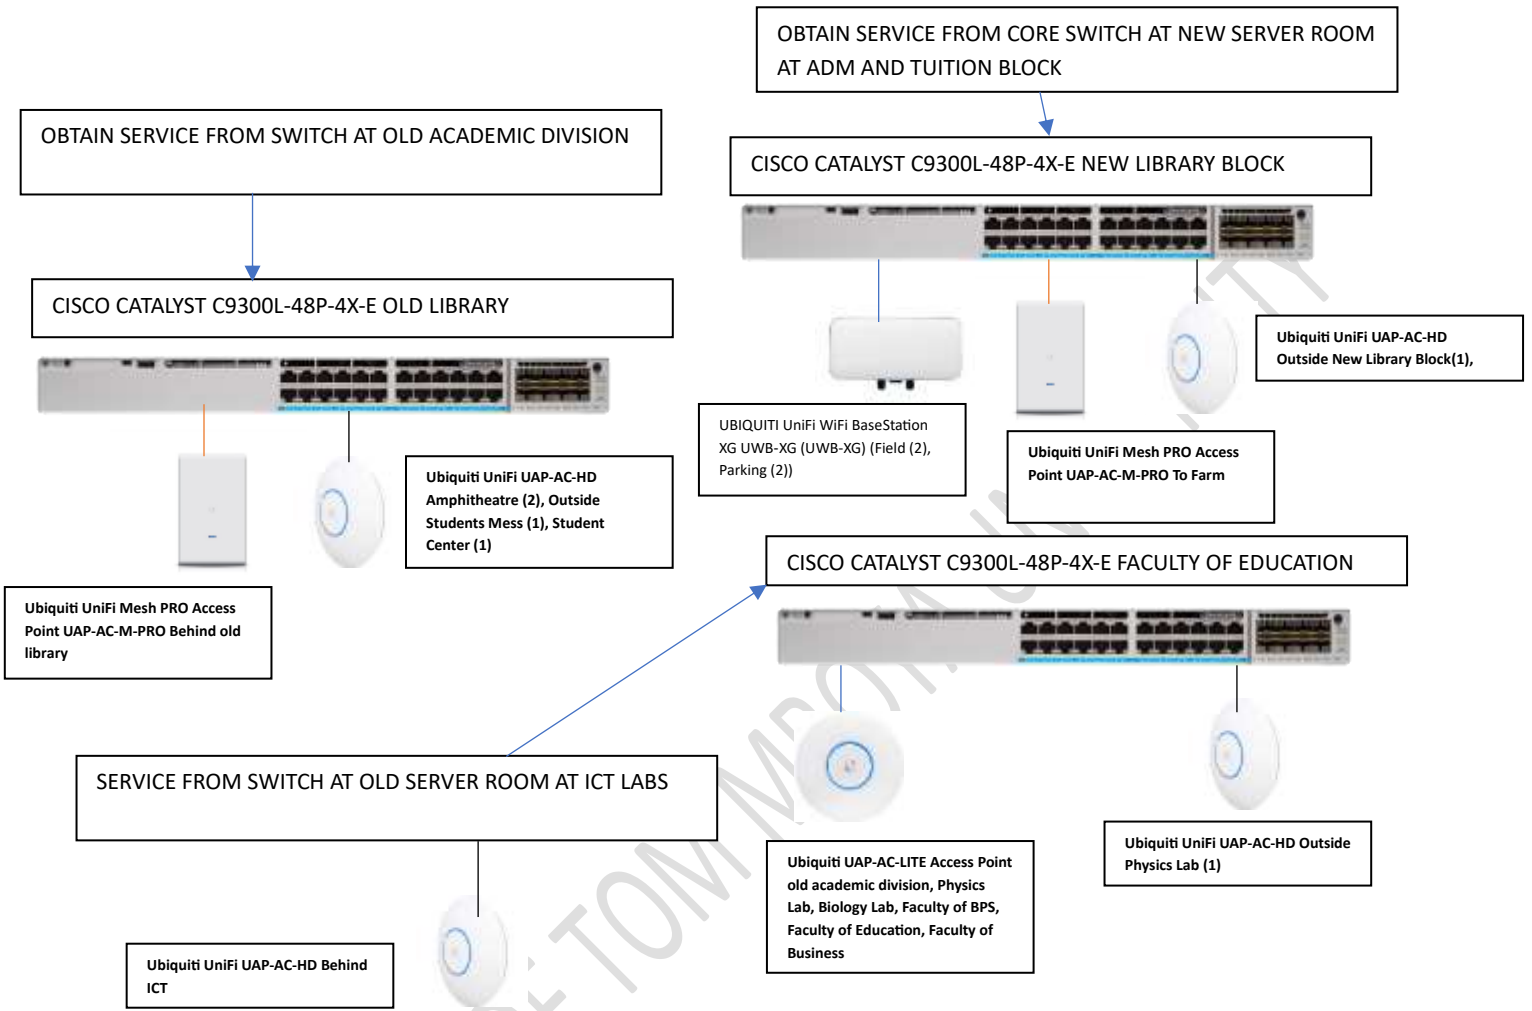 OBTAIN SERVICE FROM CORE SWITCH AT NEW SERVER ROOM
AT ADM AND TUITION BLOCK
OBTAIN SERVICE FROM SWITCH AT OLD ACADEMIC DIVISION
CISCO CATALYST C9300L-48P-4X-E NEW LIBRARY BLOCK
CISCO CATALYST C9300L-48P-4X-E OLD LIBRARY
Ubiquiti UniFi UAP-AC-HD
Outside New Library Block(1),
UBIQUITI UniFi WiFi BaseStation
XG UWB-XG (UWB-XG) (Field (2),
Parking (2))
Ubiquiti UniFi Mesh PRO Access
Point UAP-AC-M-PRO To Farm
Ubiquiti UniFi UAP-AC-HD
Amphitheatre (2), Outside
Students Mess (1), Student
Center (1)
CISCO CATALYST C9300L-48P-4X-E FACULTY OF EDUCATION
Ubiquiti UniFi Mesh PRO Access
Point UAP-AC-M-PRO Behind old
library
SERVICE FROM SWITCH AT OLD SERVER ROOM AT ICT LABS
Ubiquiti UniFi UAP-AC-HD Outside
Physics Lab (1)
Ubiquiti UAP-AC-LITE Access Point
old academic division, Physics
Lab, Biology Lab, Faculty of BPS,
Faculty of Education, Faculty of
Business
Ubiquiti UniFi UAP-AC-HD Behind
ICT
TOM MBOYA UNIVERSITY